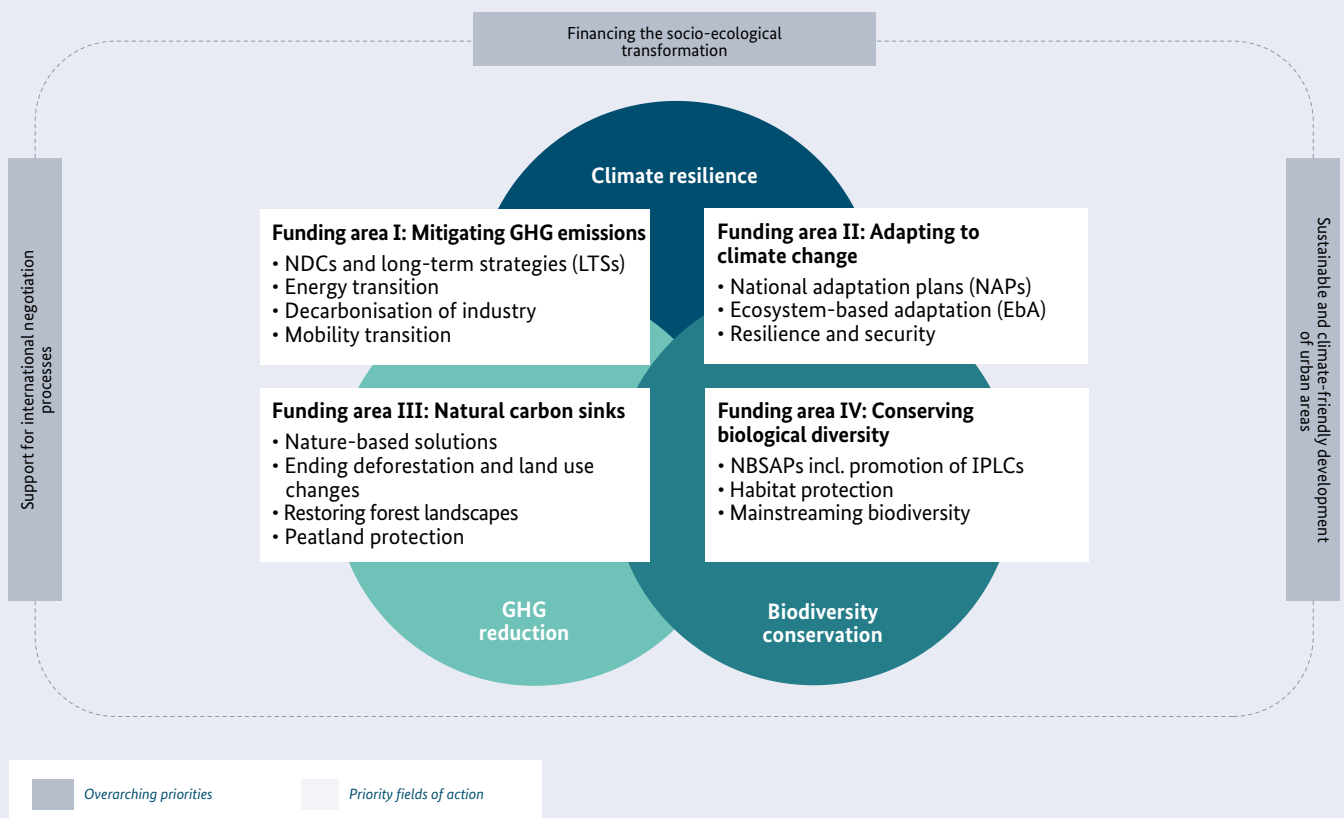 Financing the socio-ecological
transformation
Support for international negotiation
processes
Sustainable and climate-friendly development
of urban areas
Climate resilience
Funding area I: Mitigating GHG emissions
• NDCs and long-term strategies (LTSs)
• Energy transition
• Decarbonisation of industry
• Mobility transition
Funding area II: Adapting to
climate change
• National adaptation plans (NAPs)
• Ecosystem-based adaptation (EbA)
• Resilience and security
Funding area III: Natural carbon sinks
• Nature-based solutions
• Ending deforestation and land use
changes
• Restoring forest landscapes
• Peatland protection
Funding area IV: Conserving
biological diversity
• NBSAPs incl. promotion of IPLCs
• Habitat protection
• Mainstreaming biodiversity
GHG
reduction
Biodiversity
conservation
Overarching priorities
Priority fields of action